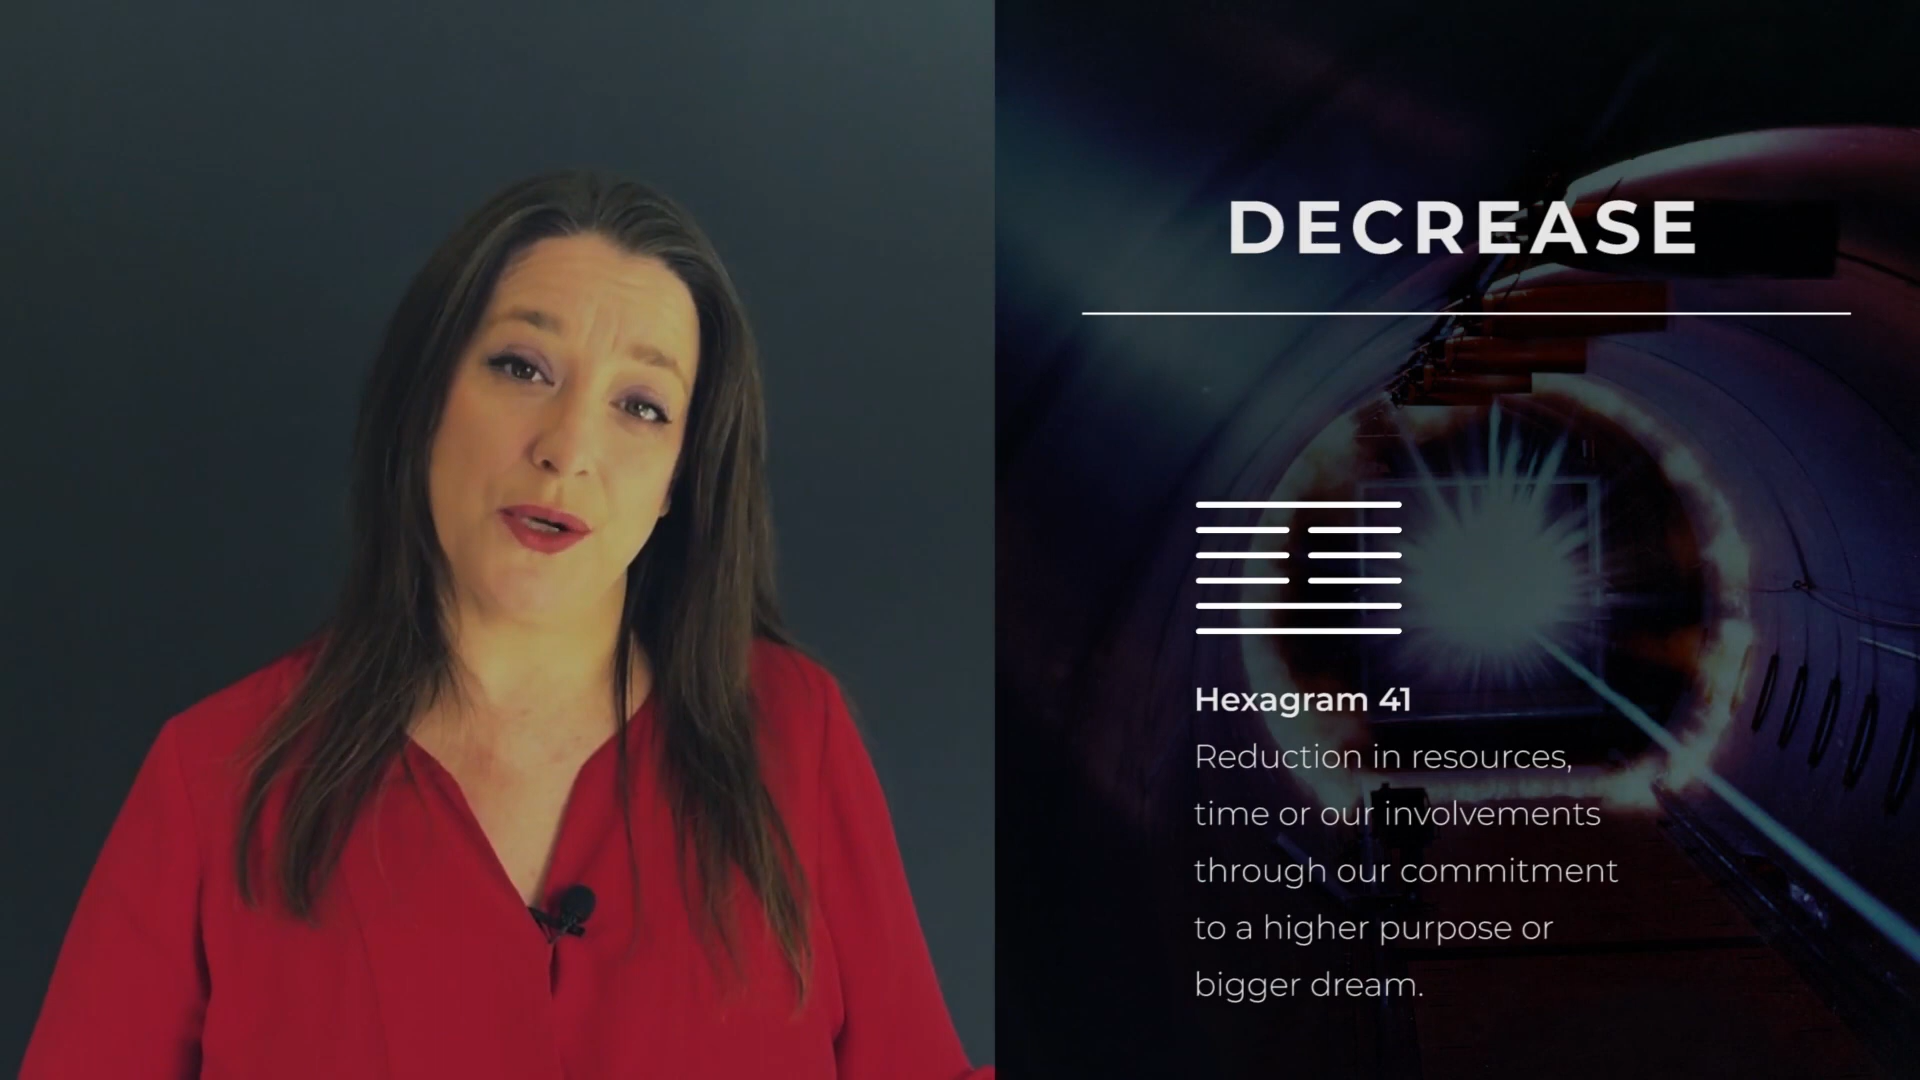 DECREASE
Hexagram 41
Reduction in resources,
time or our involvements
through our commitment
to a higher purpose or
bigger dream.